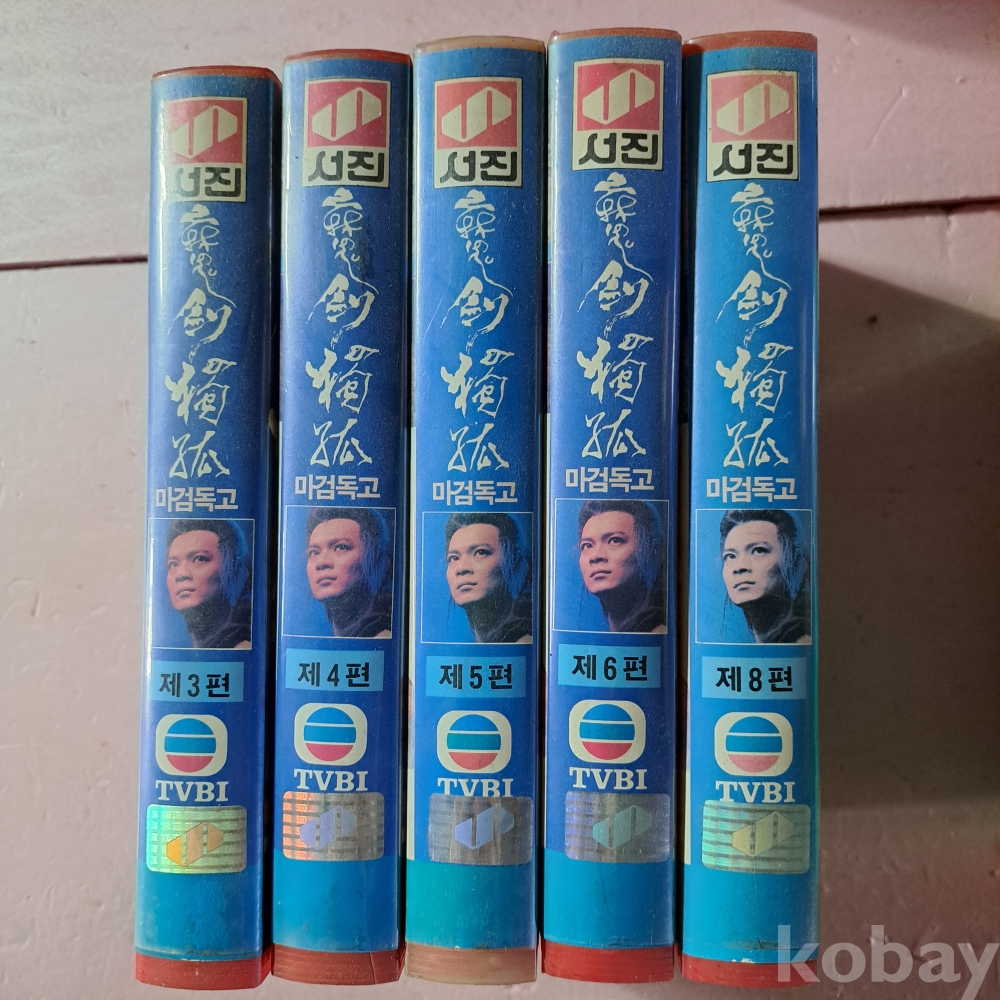 서진
魔劍獨孤
마검독고
제3편
TVBI
서진
魔劍獨孤
마검독고
제4편
TVBI
서진
魔劍獨孤
마검독고
제5편
TVBI
서진
魔劍獨孤
마검독고
제6편
TVBI
서진
魔劍獨孤
마검독고
제8편
TVBI
kobay